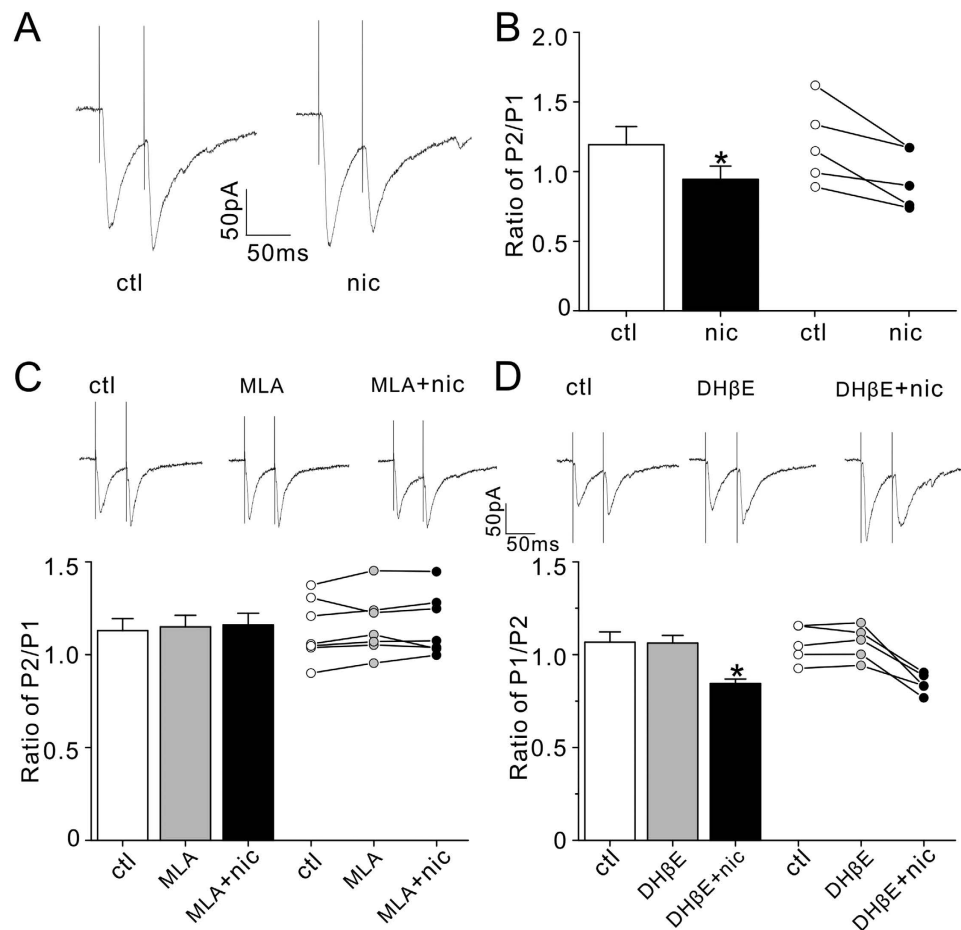 A
50pA
50ms
ctl
nic
B
Ratio of P2/P1
2.0
1.5
1.0
0.5
0
*
ctl
nic
ctl
nic
C
ctl
MLA
MLA+nic
Ratio of P2/P1
1.5
1.0
0.5
0
ctl
MLA
MLA+nic
ctl
MLA
MLA+nic
D
ctl
DHβE
DHβE+nic
50pA
50ms
Ratio of P1/P2
1.5
1.0
0.5
0
*
ctl
DHβE
DHβE+nic
ctl
DHβE
DHβE+nic